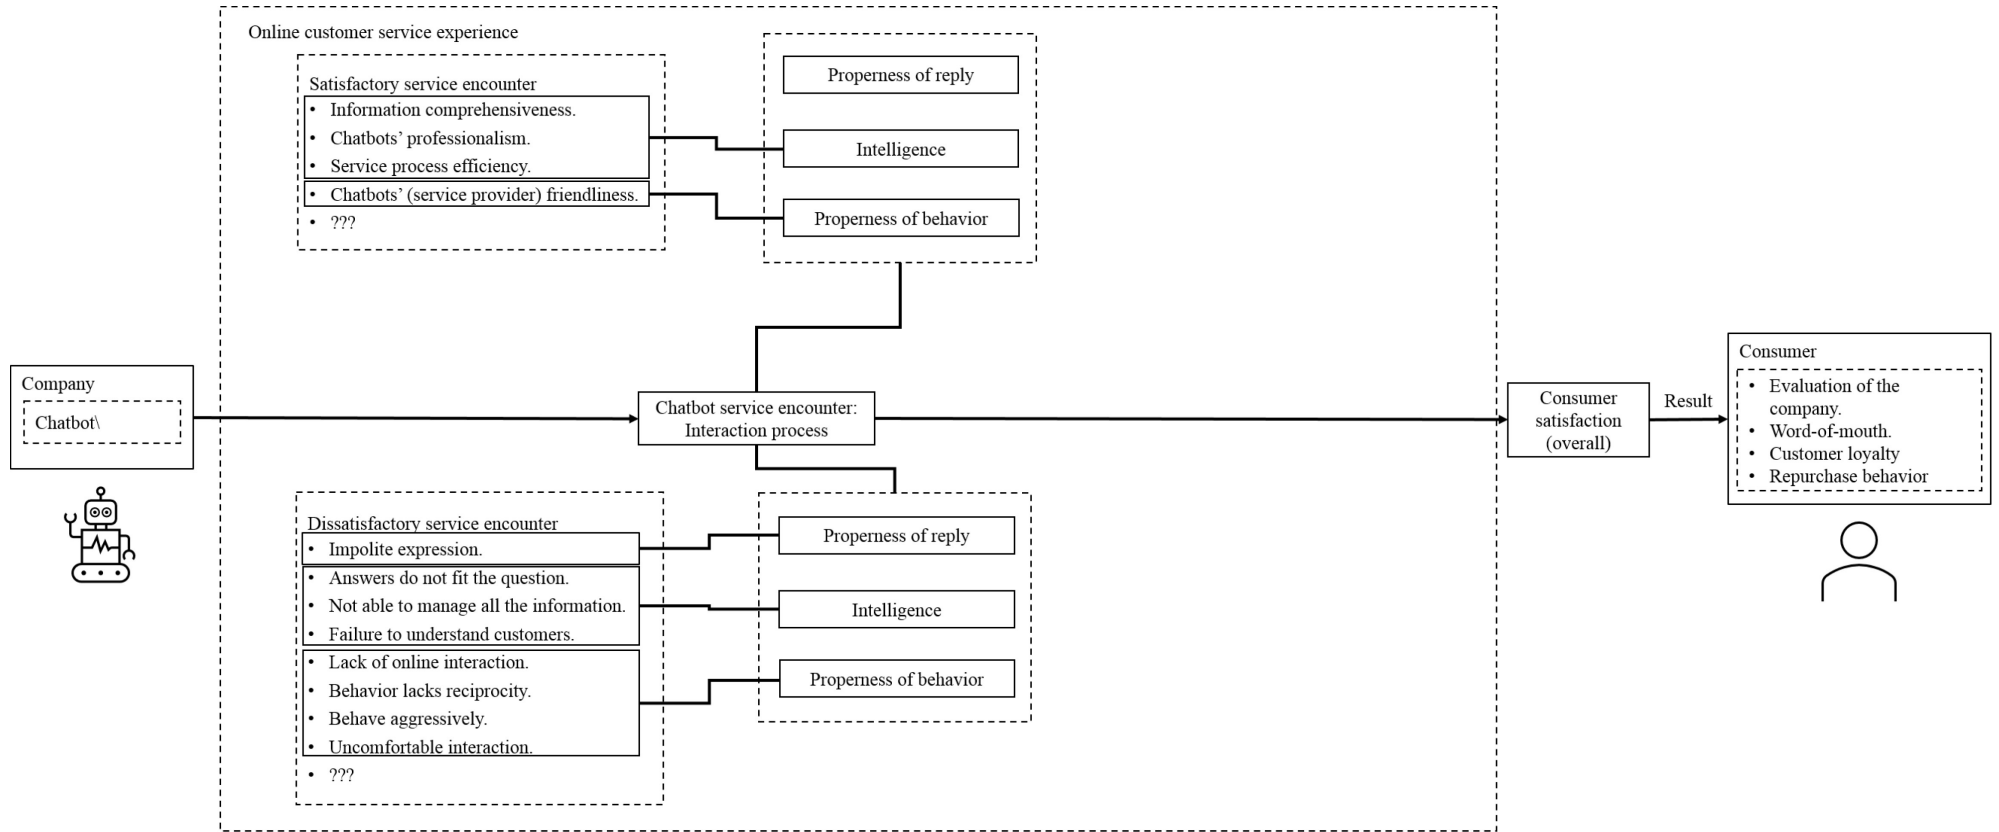 Online customer service experience
Satisfactory service encounter
• Information comprehensiveness.
• Chatbots’ professionalism.
• Service process efficiency.
• Chatbots’ (service provider) friendliness.
• ???
Properness of reply
Intelligence
Properness of behavior
Company
Chatbot\
Chatbot service encounter:
Interaction process
Consumer
satisfaction
(overall)
Result
Consumer
• Evaluation of the
company.
• Word-of-mouth.
• Customer loyalty
• Repurchase behavior
Dissatisfactory service encounter
• Impolite expression.
• Answers do not fit the question.
• Not able to manage all the information.
• Failure to understand customers.
• Lack of online interaction.
• Behavior lacks reciprocity.
• Behave aggressively.
• Uncomfortable interaction.
• ???
Properness of reply
Intelligence
Properness of behavior